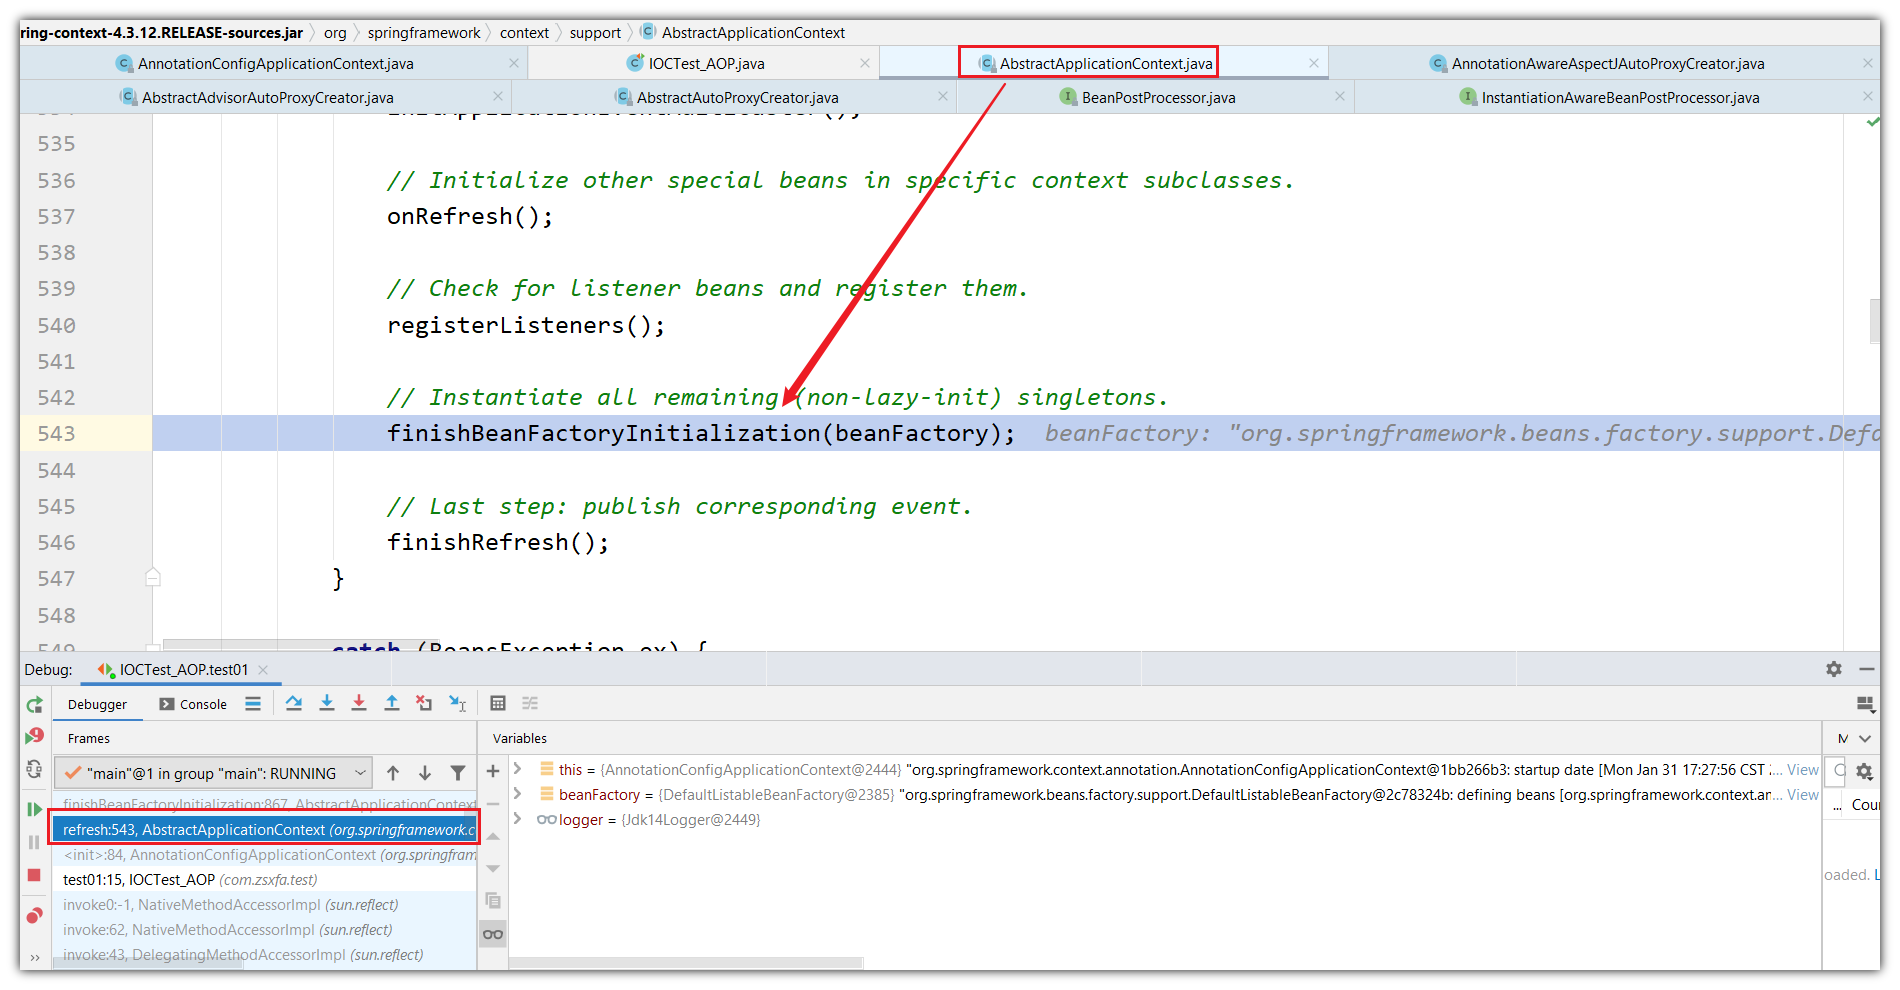 ring-context-4.3.12.RELEASE-sources.jar org springframework context support AbstractApplicationContext
AnnotationConfigApplicationContext.java IOCTest_AOP.java AbstractApplicationContext.java AnnotationAwareAspectJAutoProxyCreator.java
AbstractAdvisorAutoProxyCreator.java AbstractAutoProxyCreator.java BeanPostProcessor.java InstantiationAwareBeanPostProcessor.java
534 initApplicationEventMulticaster();
535
536 // Initialize other special beans in specific context subclasses.
537 onRefresh();
538
539 // Check for listener beans and register them.
540 registerListeners();
541
542 // Instantiate all remaining (non-lazy-init) singletons.
543 finishBeanFactoryInitialization(beanFactory); beanFactory: "org.springframework.beans.factory.support.Defa
544
545 // Last step: publish corresponding event.
546 finishRefresh();
547 }
548
549 catch (BeansException ex) {
Debug: IOCTest_AOP.test01
Debugger Console
Frames Variables M
"main"@1 in group "main": RUNNING
finishBeanFactoryInitialization:867, AbstractApplicationContext
refresh:543, AbstractApplicationContext (org.springframework.c
<init>:84, AnnotationConfigApplicationContext (org.springfram
test01:15, IOCTest_AOP (com.zsxfa.test)
invoke0:-1, NativeMethodAccessorImpl (sun.reflect)
invoke:62, NativeMethodAccessorImpl (sun.reflect)
invoke:43, DelegatingMethodAccessorImpl (sun.reflect)
this = {AnnotationConfigApplicationContext@2444} "org.springframework.context.annotation.AnnotationConfigApplicationContext@1bb266b3: startup date [Mon Jan 31 17:27:56 CST 2... View
beanFactory = {DefaultListableBeanFactory@2385} "org.springframework.beans.factory.support.DefaultListableBeanFactory@2c78324b: defining beans [org.springframework.context.an... View
logger = {Jdk14Logger@2449}
... Cour
oaded. L